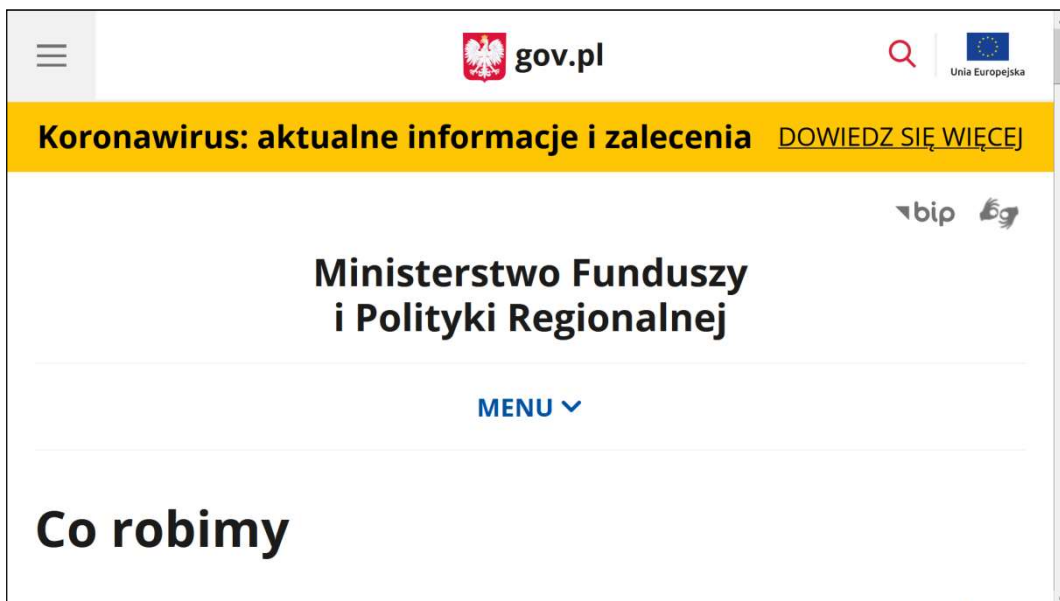 gov.pl
Unia Europejska
Koronawirus: aktualne informacje i zalecenia DOWIEDZ SIĘ WIĘCEJ
bip
Ministerstwo Funduszy
i Polityki Regionalnej
MENU
Co robimy